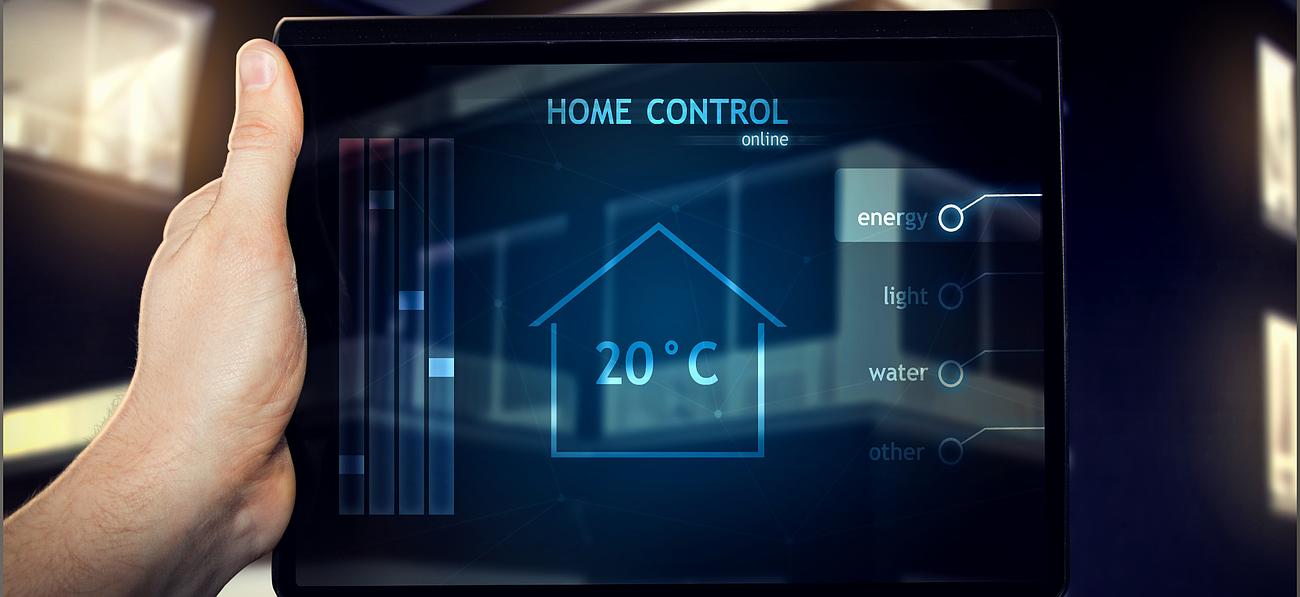 HOME CONTROL
online
energy
light
20°C
water
other